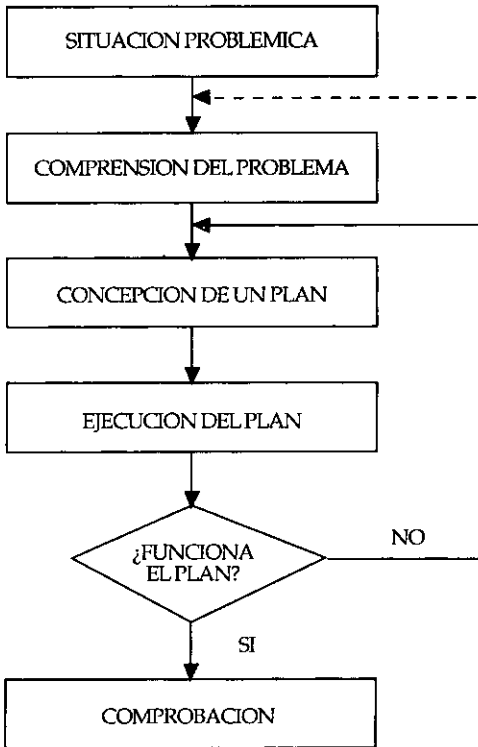 SITUACION PROBLEMICA
COMPRENSION DEL PROBLEMA
CONCEPCION DE UN PLAN
EJECUCION DEL PLAN
¿FUNCIONA
EL PLAN?
NO
SI
COMPROBACION